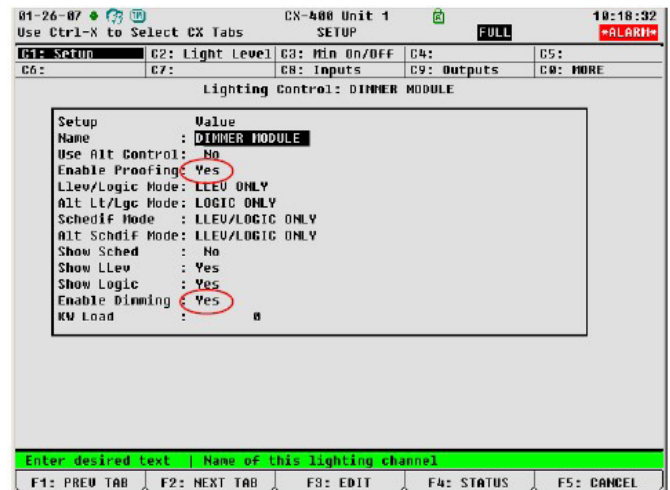 01-26-07 CX-400 Unit 1 10:18:32
Use Ctrl-X to Select CX Tabs SETUP FULL *ALARM*
C1: Setup C2: Light Level C3: Min On/Off C4: C5:
C6: C7: C8: Inputs C9: Outputs C0: MORE
Lighting Control: DIMMER MODULE
Setup Value
Name : DIMMER MODULE
Use Alt Control: No
Enable Proofing: Yes
Llev/Logic Mode: LLEV ONLY
Alt Lt/Lgc Mode: LOGIC ONLY
Schedif Mode : LLEV/LOGIC ONLY
Alt Schdif Mode: LLEV/LOGIC ONLY
Show Sched : No
Show LLev : Yes
Show Logic : Yes
Enable Dimming : Yes
KW Load : 0
Enter desired text | Name of this lighting channel
F1: PREV TAB F2: NEXT TAB F3: EDIT F4: STATUS F5: CANCEL